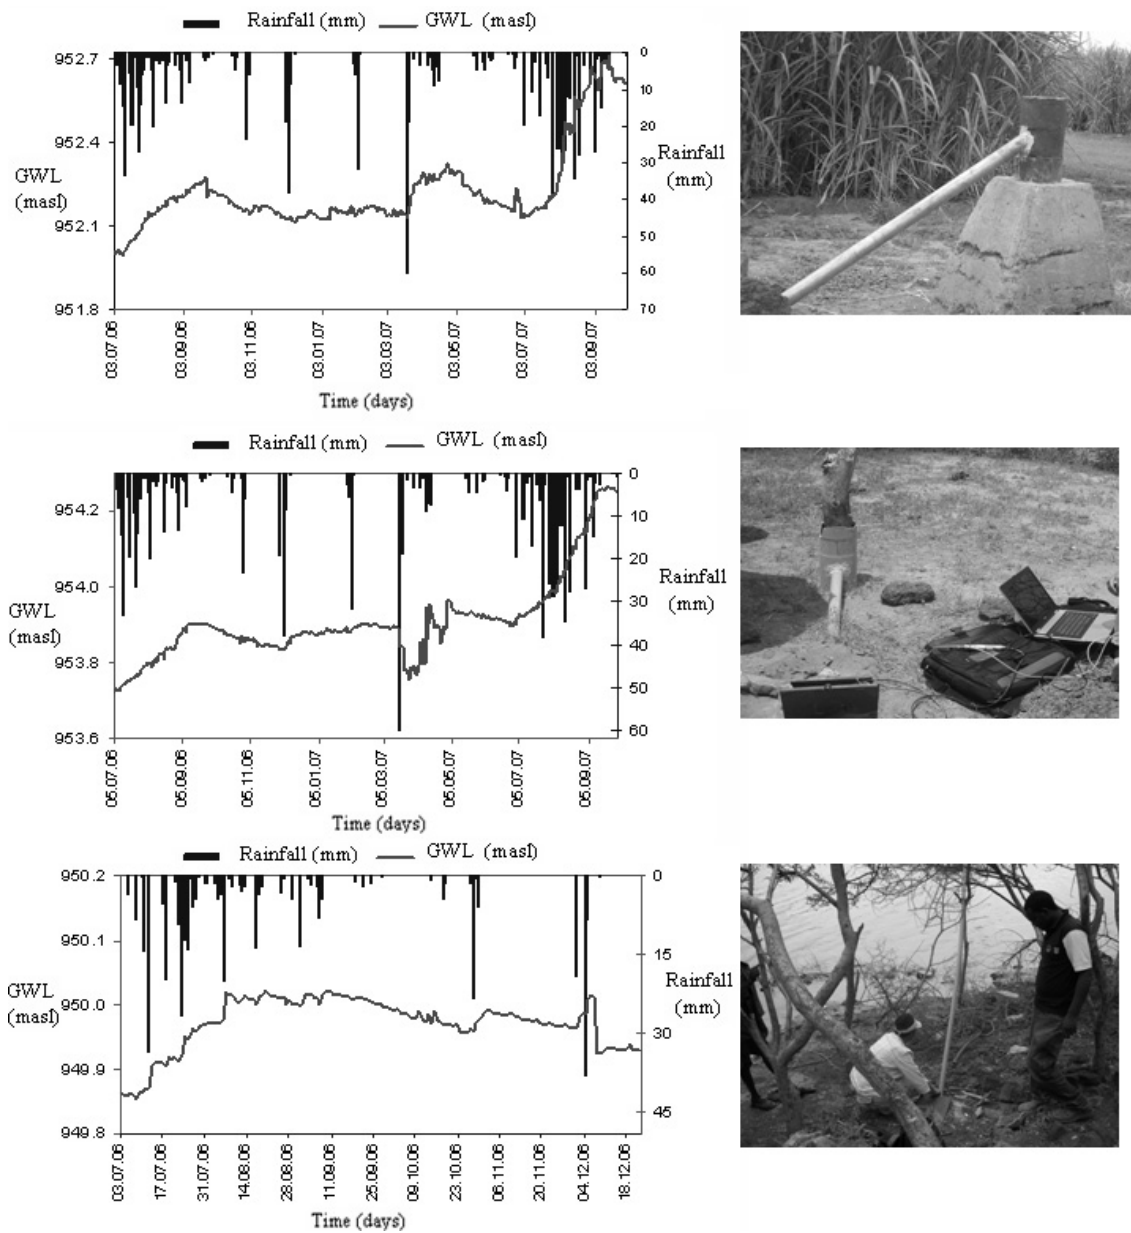 Rainfall (mm) GWL (masl)
952.7
952.4
952.1
951.8
GWL
(masl)
0
10
20
30
40
50
60
70
Rainfall
(mm)
03.07.06 03.09.06 03.11.06 03.01.07 03.03.07 03.05.07 03.07.07 03.09.07
Time (days)
Rainfall (mm) GWL (masl)
954.2
954.0
953.8
953.6
GWL
(masl)
0
10
20
30
40
50
60
Rainfall
(mm)
05.07.06 05.09.06 05.11.06 05.01.07 05.03.07 05.05.07 05.07.07 05.09.07
Time (days)
Rainfall (mm) GWL (masl)
950.2
950.1
950.0
949.9
949.8
GWL
(masl)
0
15
30
45
Rainfall
(mm)
03.07.06 17.07.06 31.07.06 14.08.06 28.08.06 11.09.06 25.09.06 09.10.06 23.10.06 06.11.06 20.11.06 04.12.06 18.12.06
Time (days)